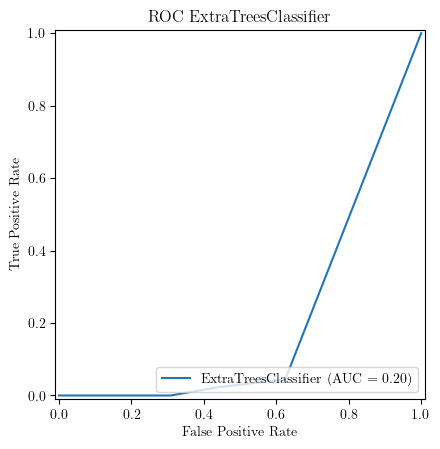 ROC ExtraTreesClassifier
1.0
0.8
0.6
0.4
0.2
0.0
True Positive Rate
ExtraTreesClassifier (AUC = 0.20)
0.0 0.2 0.4 0.6 0.8 1.0
False Positive Rate